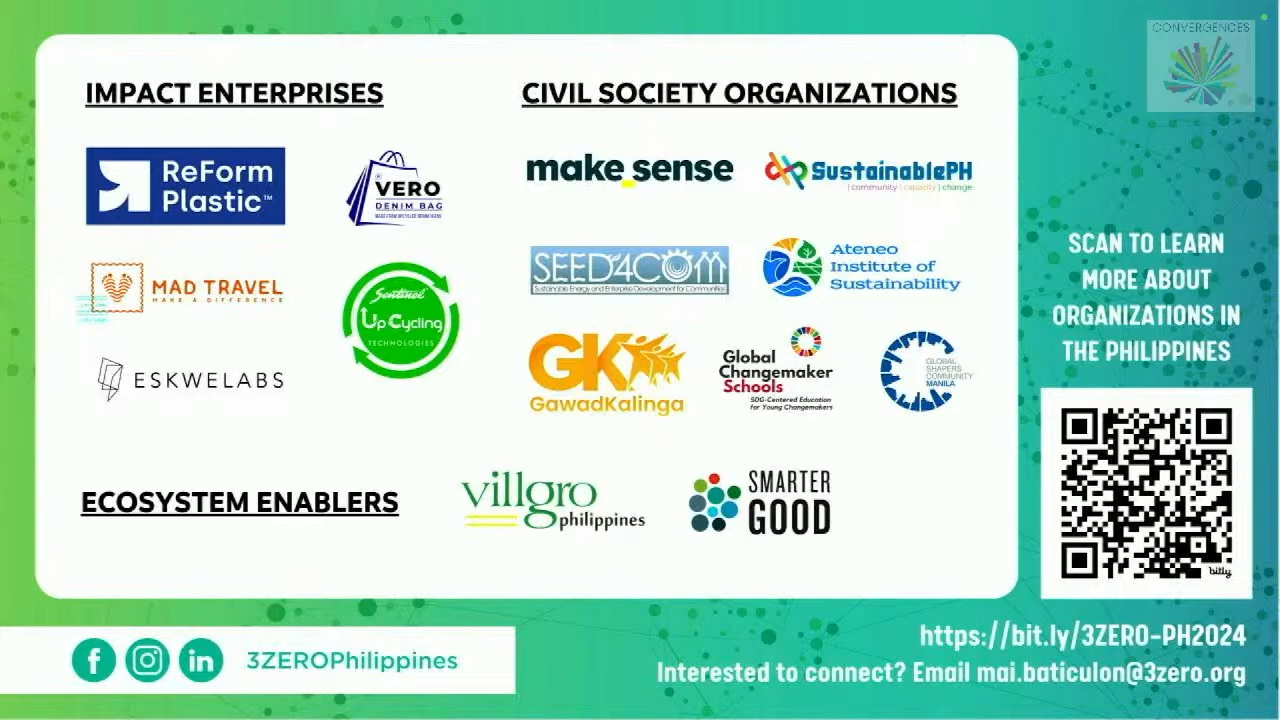 CONVERGENCES
IMPACT ENTERPRISES
ReForm
Plastic™
VERO
DENIM BAG
MAD TRAVEL
MAKE A DIFFERENCE
Sentinel
Up Cycling
TECHNOLOGIES
ESKWELABS
CIVIL SOCIETY ORGANIZATIONS
make_sense
SustainablePH
| community | capacity | change
SEED4COM
Sustainable Energy and Enterprise Development for Communities
Ateneo
Institute of
Sustainability
GK
GawadKalinga
Global
Changemaker
Schools
SDG-Centered Education
for Young Changemakers
GLOBAL
SHAPERS
COMMUNITY
MANILA
ECOSYSTEM ENABLERS
villgro
philippines
SMARTER
GOOD
SCAN TO LEARN
MORE ABOUT
ORGANIZATIONS IN
THE PHILIPPINES
bitly
3ZEROPhilippines
https://bit.ly/3ZERO-PH2024
Interested to connect? Email mai.baticulon@3zero.org